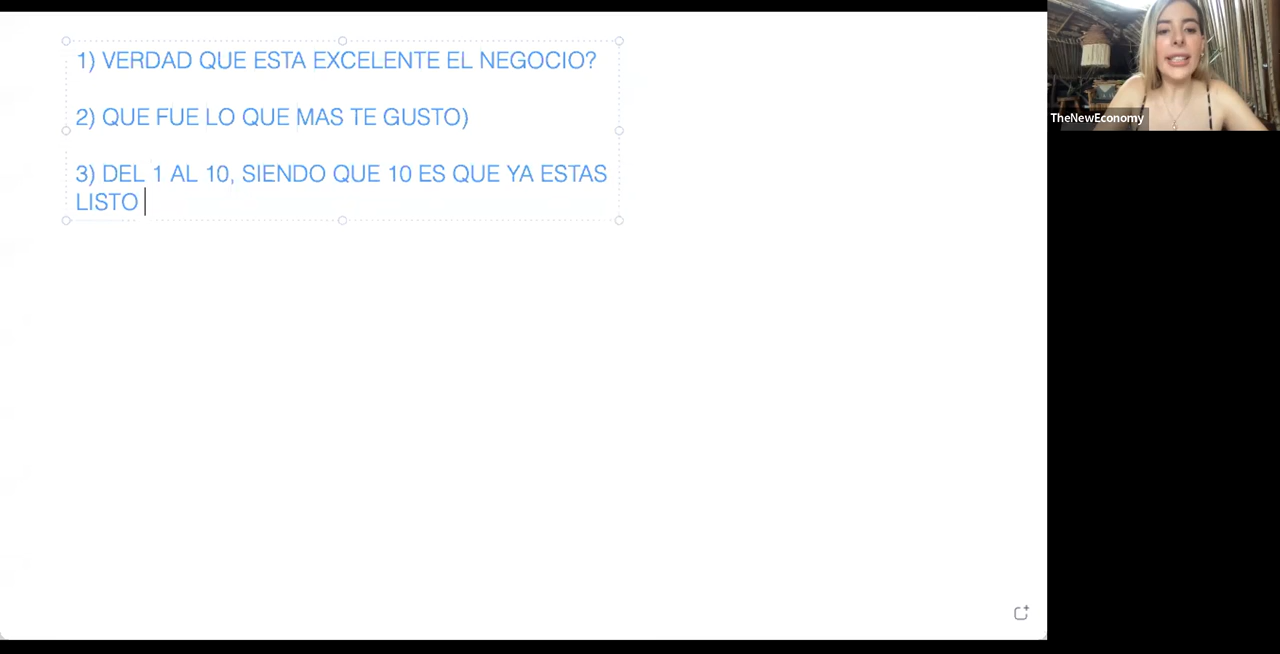 1) VERDAD QUE ESTA EXCELENTE EL NEGOCIO?
2) QUE FUE LO QUE MAS TE GUSTO)
3) DEL 1 AL 10, SIENDO QUE 10 ES QUE YA ESTAS
LISTO
TheNewEconomy